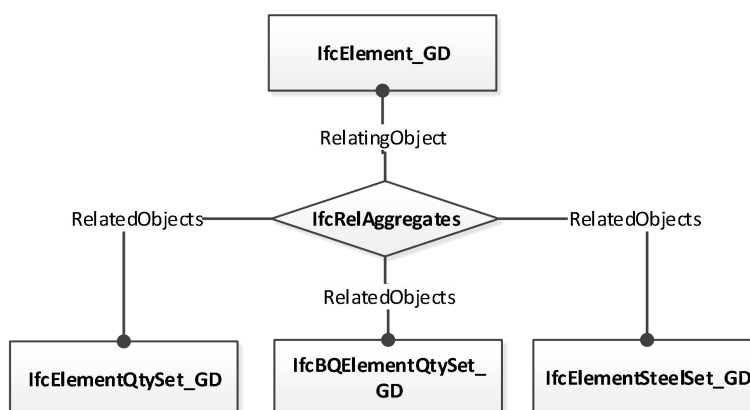 IfcElement_GD
RelatingObject
RelatedObjects
IfcRelAggregates
RelatedObjects
RelatedObjects
IfcElementQtySet_GD
IfcBQElementQtySet_
GD
IfcElementSteelSet_GD